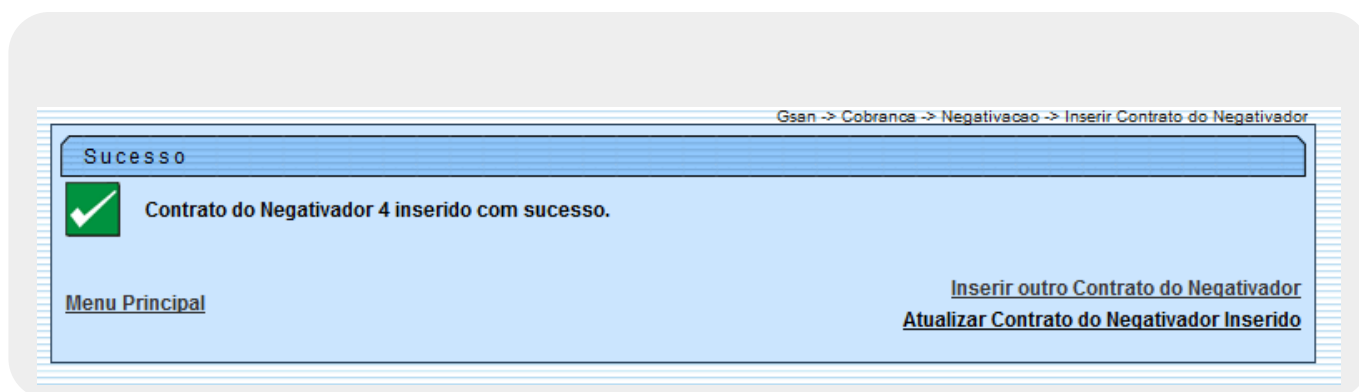 Gsan -> Cobranca -> Negativacao -> Inserir Contrato do Negativador
Sucesso
Contrato do Negativador 4 inserido com sucesso.
Inserir outro Contrato do Negativador
Menu Principal
Atualizar Contrato do Negativador Inserido